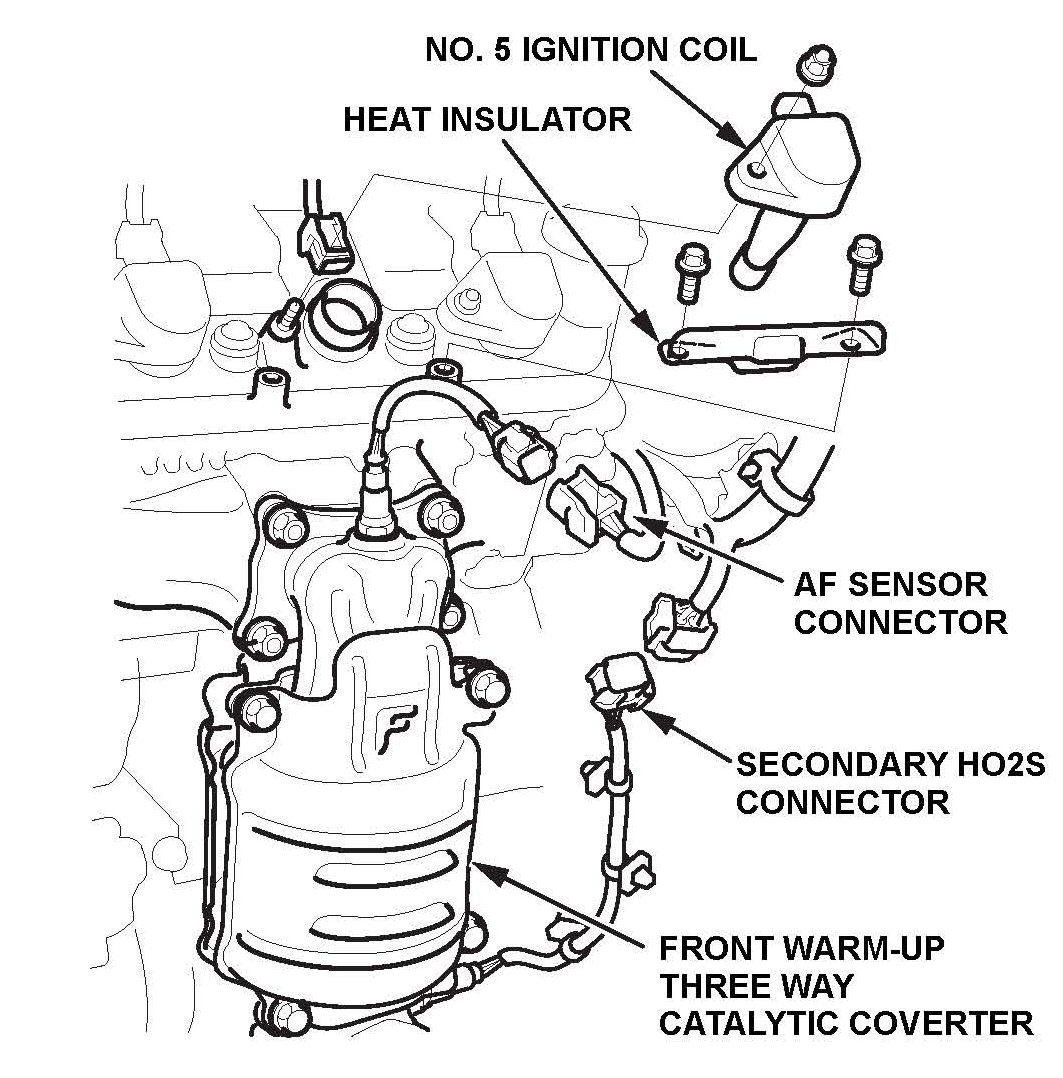 NO. 5 IGNITION COIL
HEAT INSULATOR
AF SENSOR
CONNECTOR
SECONDARY HO2S
CONNECTOR
FRONT WARM-UP
THREE WAY
CATALYTIC COVERTER
F